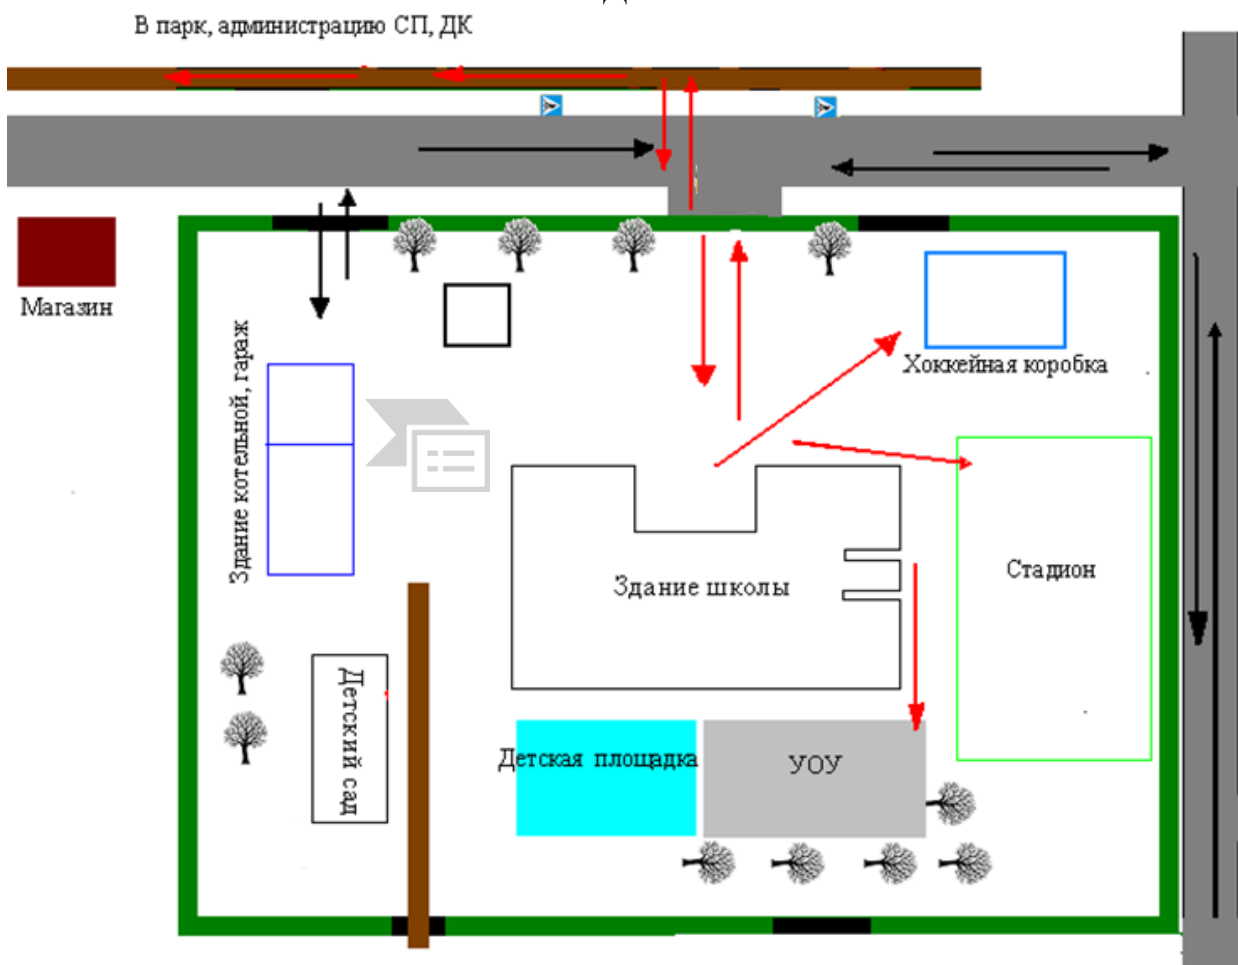 В парк, администрацию СП, ДК
Магазин
Здание котельной, гараж
Хоккейная коробка
Здание школы
Стадион
Детский сад
Детская площадка
УОУ